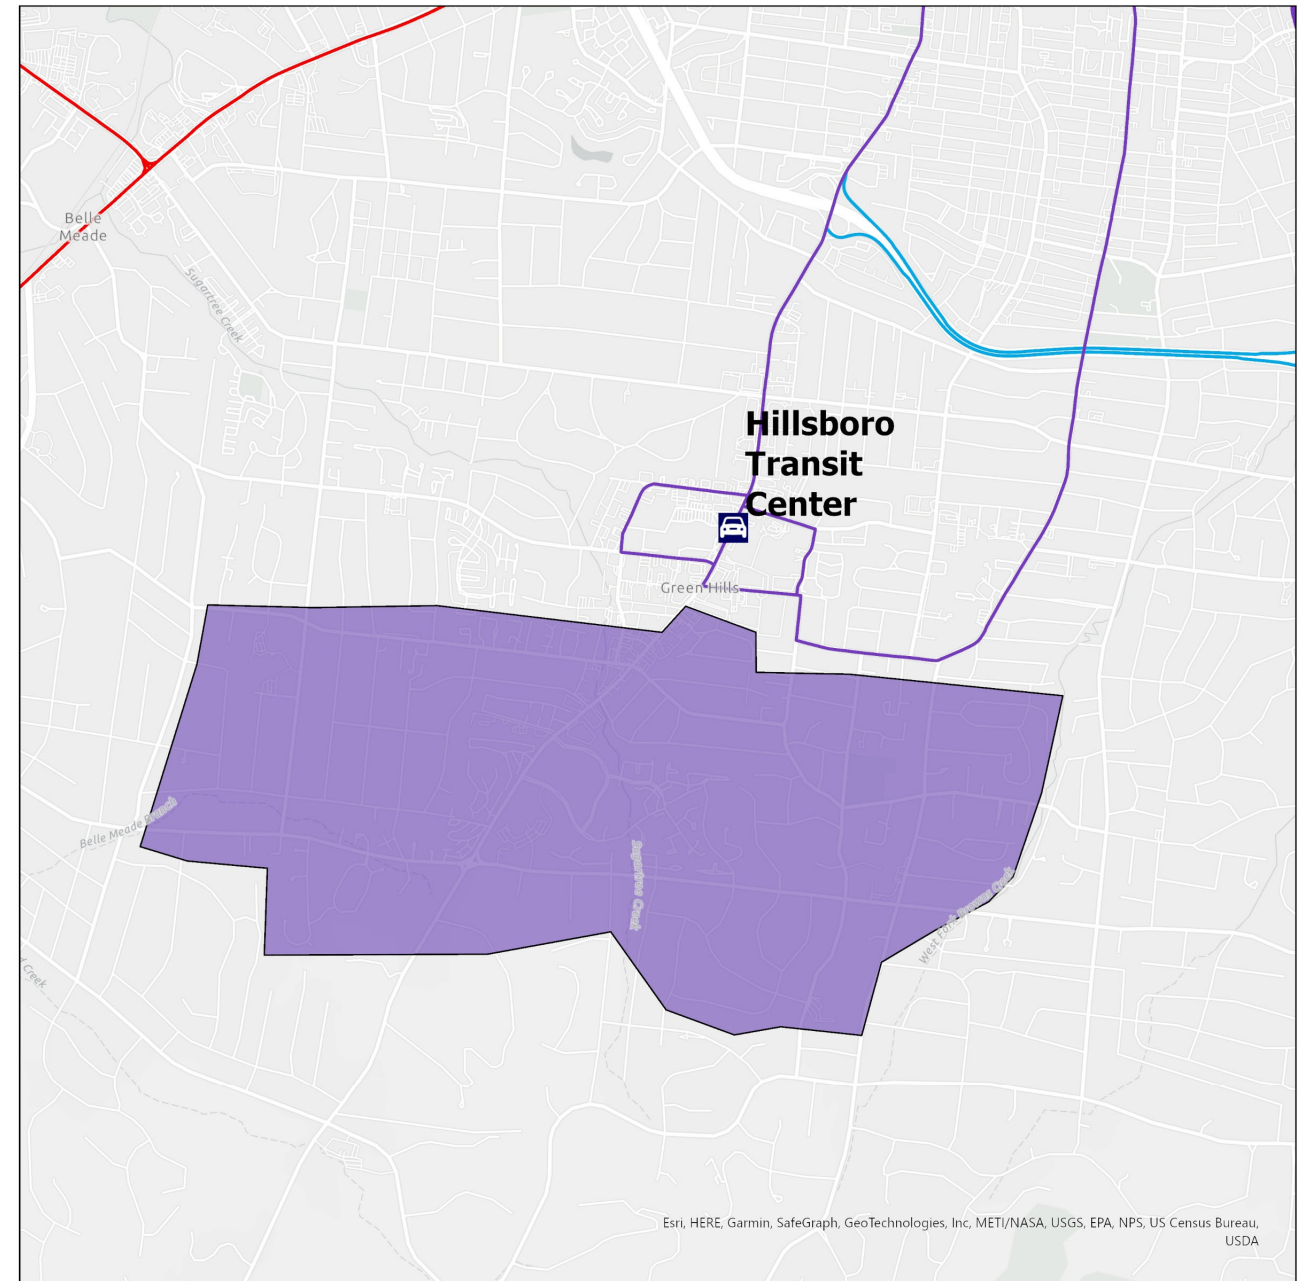 Belle
Meade
Sugartree Creek
Hillsboro
Transit
Center
Green Hills
Belle Meade Branch
Sugartree Creek
West Fork Browns Creek
d Creek
Esri, HERE, Garmin, SafeGraph, GeoTechnologies, Inc, METI/NASA, USGS, EPA, NPS, US Census Bureau,
USDA